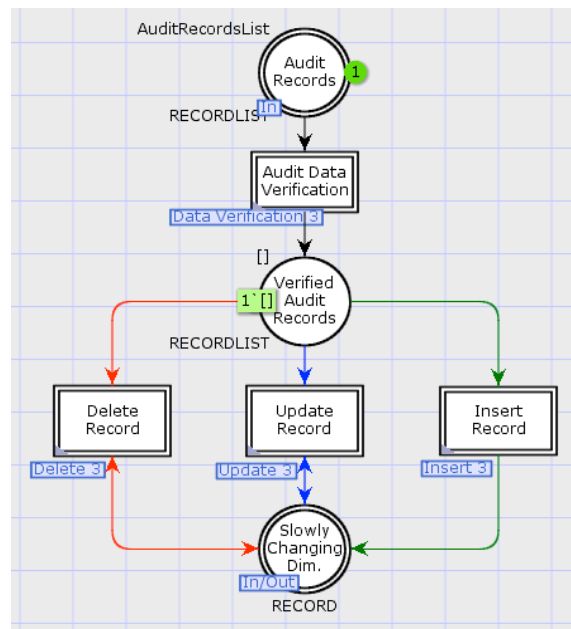 AuditRecordsList
Audit
Records
1
RECORDLIST
In
Audit Data
Verification
Data Verification 3
[]
Verified
Audit
Records
1`[]
RECORDLIST
Delete
Record
Update
Record
Insert
Record
Delete 3
Update 3
Insert 3
Slowly
Changing
Dim.
In/Out
RECORD